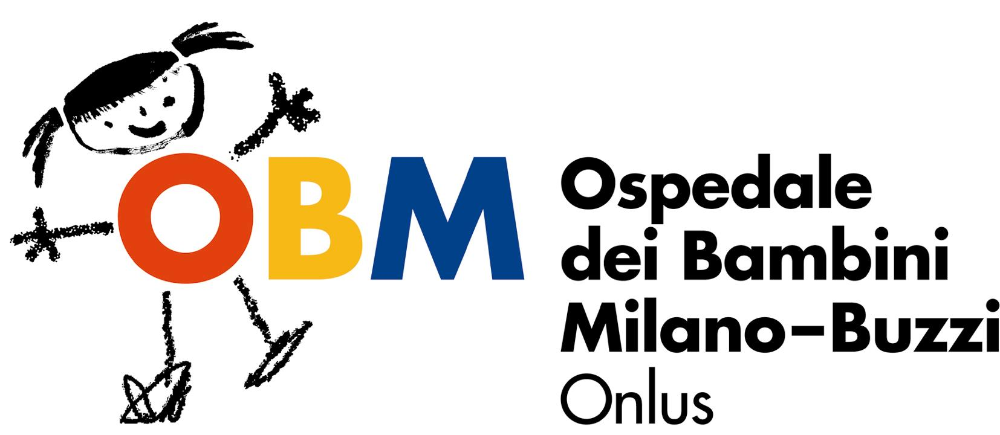 OBM
Ospedale
dei Bambini
Milano–Buzzi
Onlus